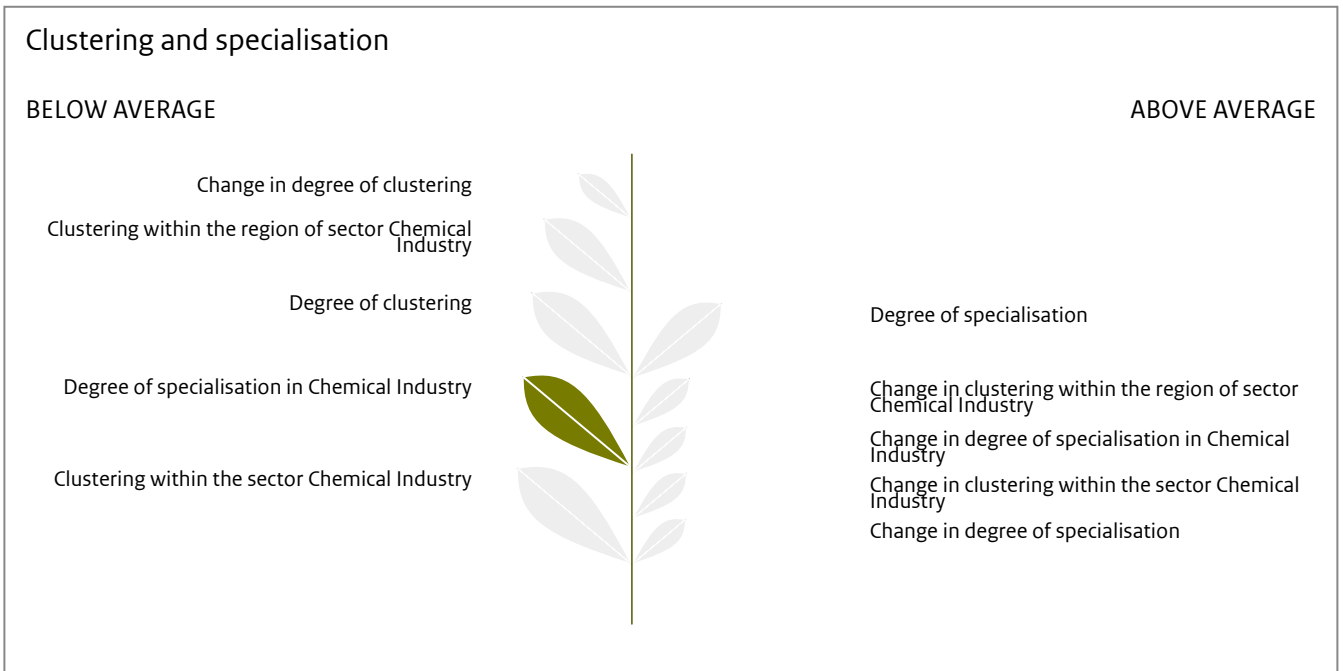 Clustering and specialisation
BELOW AVERAGE
ABOVE AVERAGE
Change in degree of clustering
Clustering within the region of sector Chemical
Industry
Degree of clustering
Degree of specialisation in Chemical Industry
Clustering within the sector Chemical Industry
Degree of specialisation
Change in clustering within the region of sector
Chemical Industry
Change in degree of specialisation in Chemical
Industry
Change in clustering within the sector Chemical
Industry
Change in degree of specialisation